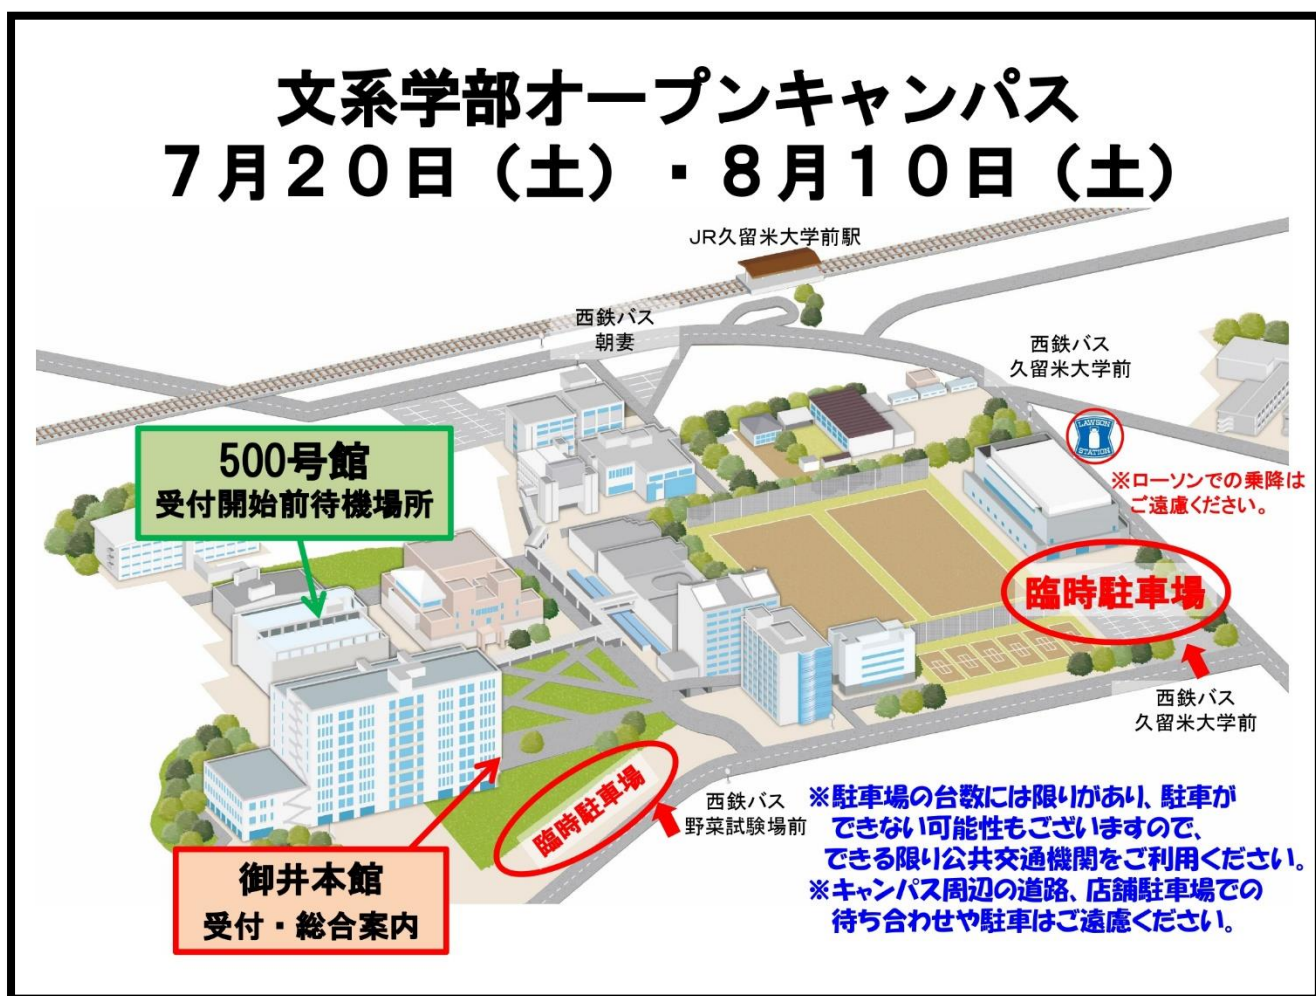 文系学部オープンキャンパス
７月２０日（土）・８月１０日（土）
JR久留米大学前駅
西鉄バス
朝妻
西鉄バス
久留米大学前
LAWSON
STATION
※ローソンでの乗降は
ご遠慮ください。
500号館
受付開始前待機場所
臨時駐車場
西鉄バス
久留米大学前
臨時駐車場
西鉄バス
野菜試験場前
御井本館
受付・総合案内
※駐車場の台数には限りがあり、駐車が
できない可能性もございますので、
できる限り公共交通機関をご利用ください。
※キャンパス周辺の道路、店舗駐車場での
待ち合わせや駐車はご遠慮ください。